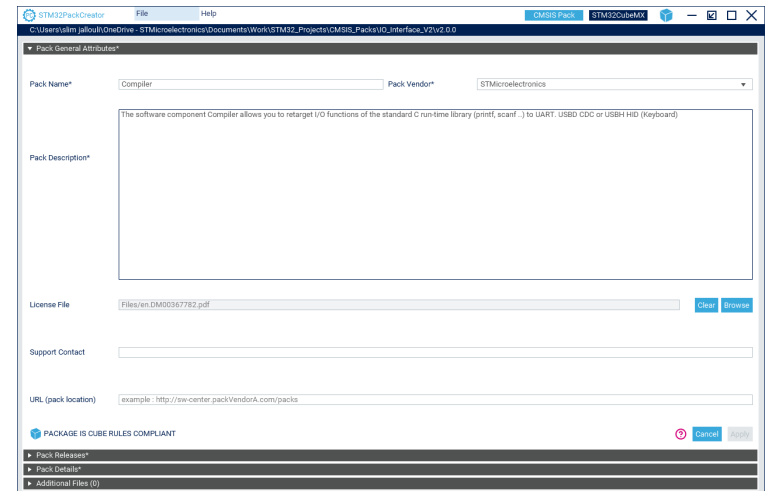 STM32PackCreator File Help CMSIS Pack STM32CubeMX
C:\Users\slim jallouli\OneDrive - STMicroelectronics\Documents\Work\STM32_Projects\CMSIS_Packs\IO_Interface_V2\v2.0.0
Pack General Attributes*
Pack Name* Compiler Pack Vendor* STMicroelectronics
The software component Compiler allows you to retarget I/O functions of the standard C run-time library (printf, scanf ..) to UART. USBD CDC or USBH HID (Keyboard)
Pack Description*
License File Files/en.DM00367782.pdf Clear Browse
Support Contact
URL (pack location) example : http://sw-center.packVendorA.com/packs
PACKAGE IS CUBE RULES COMPLIANT ? Cancel Apply
Pack Releases*
Pack Details*
Additional Files (0)